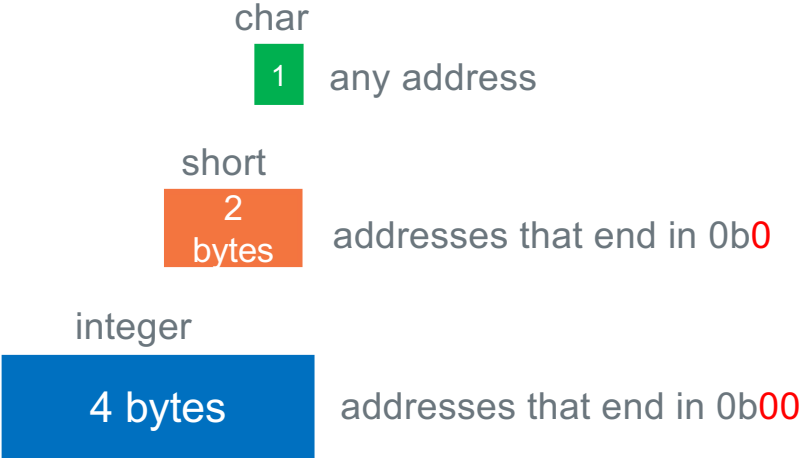 char
1
any address
short
2
bytes
addresses that end in 0b0
integer
4 bytes
addresses that end in 0b00